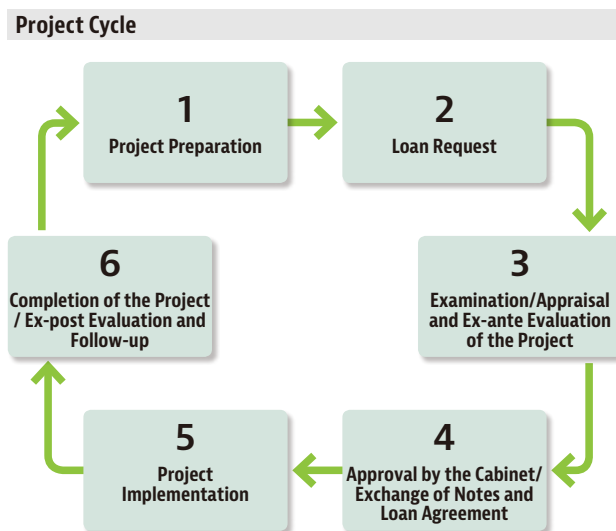 Project Cycle
1
Project Preparation
2
Loan Request
3
Examination/Appraisal
and Ex-ante Evaluation
of the Project
4
Approval by the Cabinet/
Exchange of Notes and
Loan Agreement
5
Project
Implementation
6
Completion of the Project
/ Ex-post Evaluation and
Follow-up